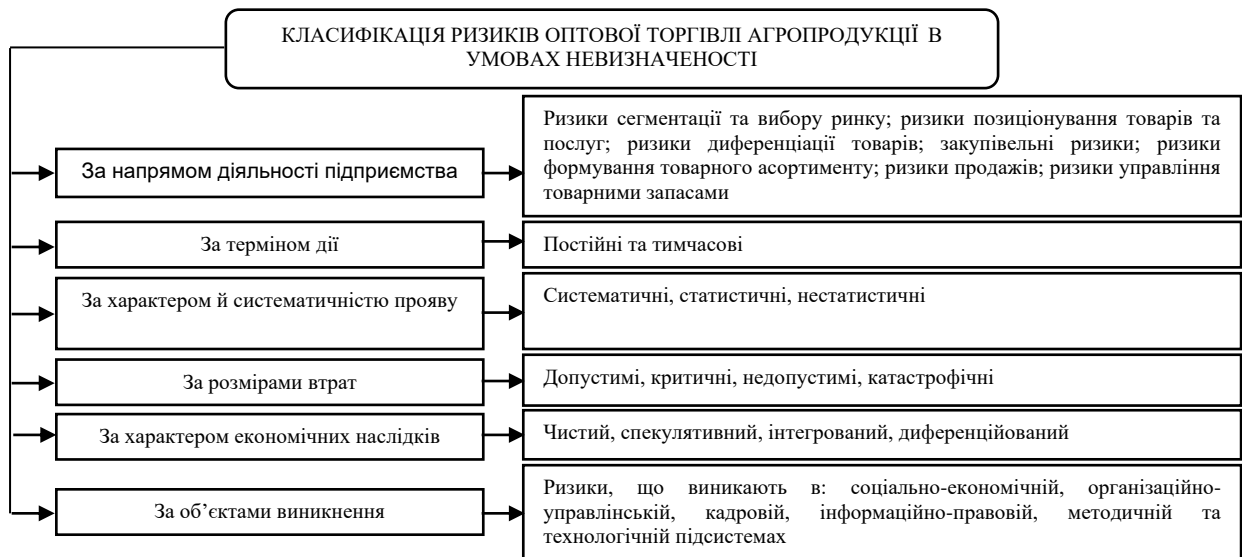 КЛАСИФІКАЦІЯ РИЗИКІВ ОПТОВОЇ ТОРГІВЛІ АГРОПРОДУКЦІЇ В
УМОВАХ НЕВИЗНАЧЕНОСТІ
За напрямом діяльності підприємства
Ризики сегментації та вибору ринку; ризики позиціонування товарів та
послуг; ризики диференціації товарів; закупівельні ризики; ризики
формування товарного асортименту; ризики продажів; ризики управління
товарними запасами
За терміном дії
Постійні та тимчасові
За характером й систематичністю прояву
Систематичні, статистичні, нестатистичні
За розмірами втрат
Допустимі, критичні, недопустимі, катастрофічні
За характером економічних наслідків
Чистий, спекулятивний, інтегрований, диференційований
За об’єктами виникнення
Ризики, що виникають в: соціально-економічній, організаційно-
управлінській, кадровій, інформаційно-правовій, методичній та
технологічній підсистемах